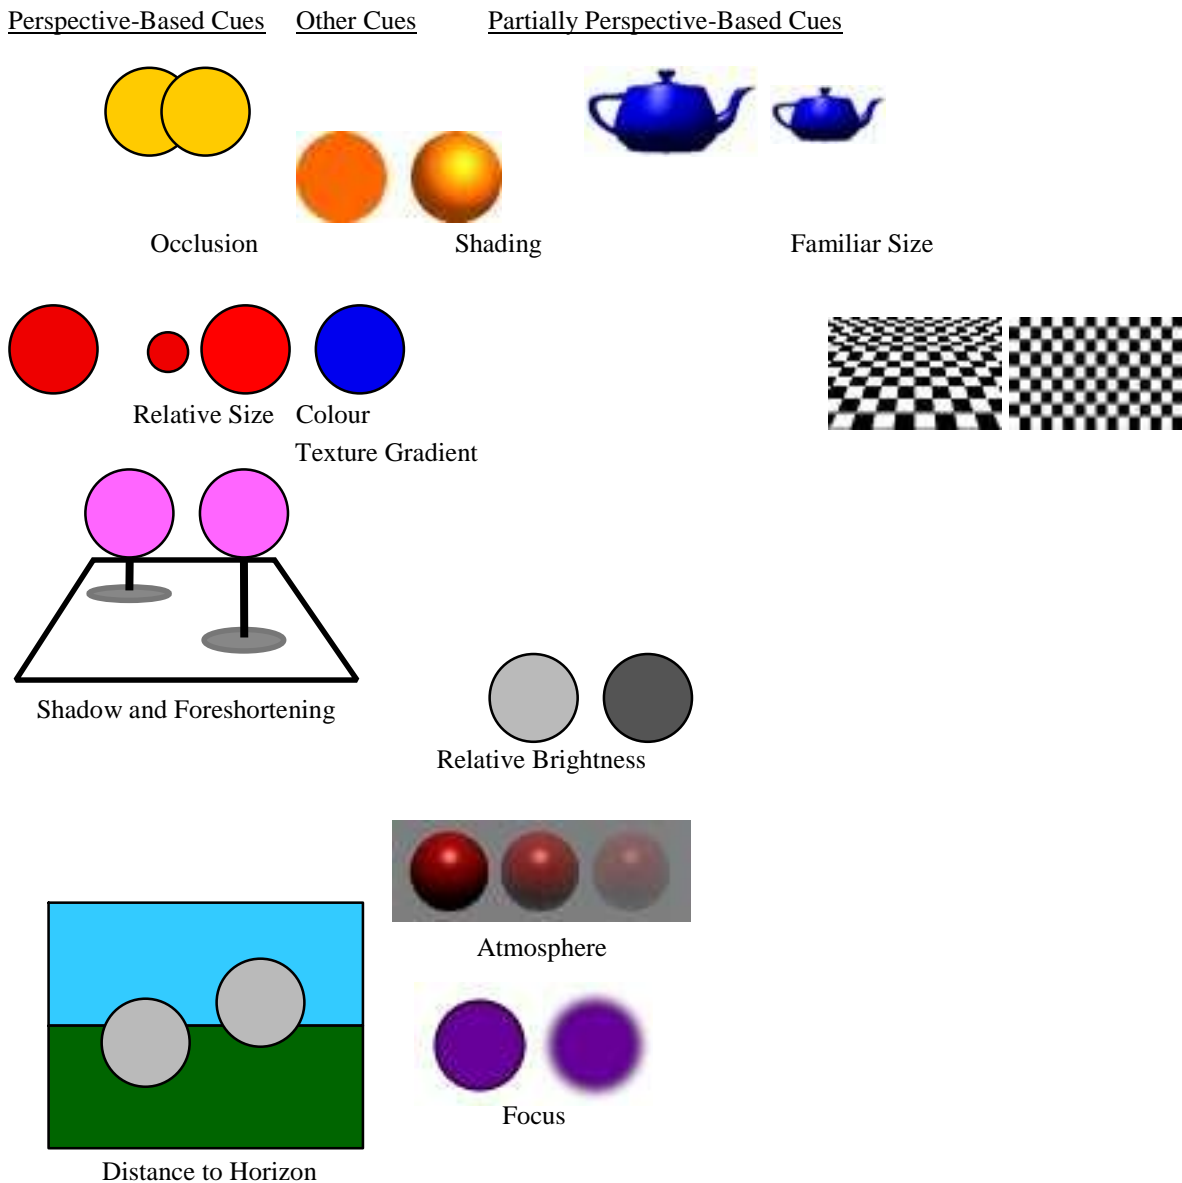 Perspective-Based Cues Other Cues Partially Perspective-Based Cues
Occlusion Shading Familiar Size
Relative Size Colour
Texture Gradient
Shadow and Foreshortening
Relative Brightness
Atmosphere
Focus
Distance to Horizon